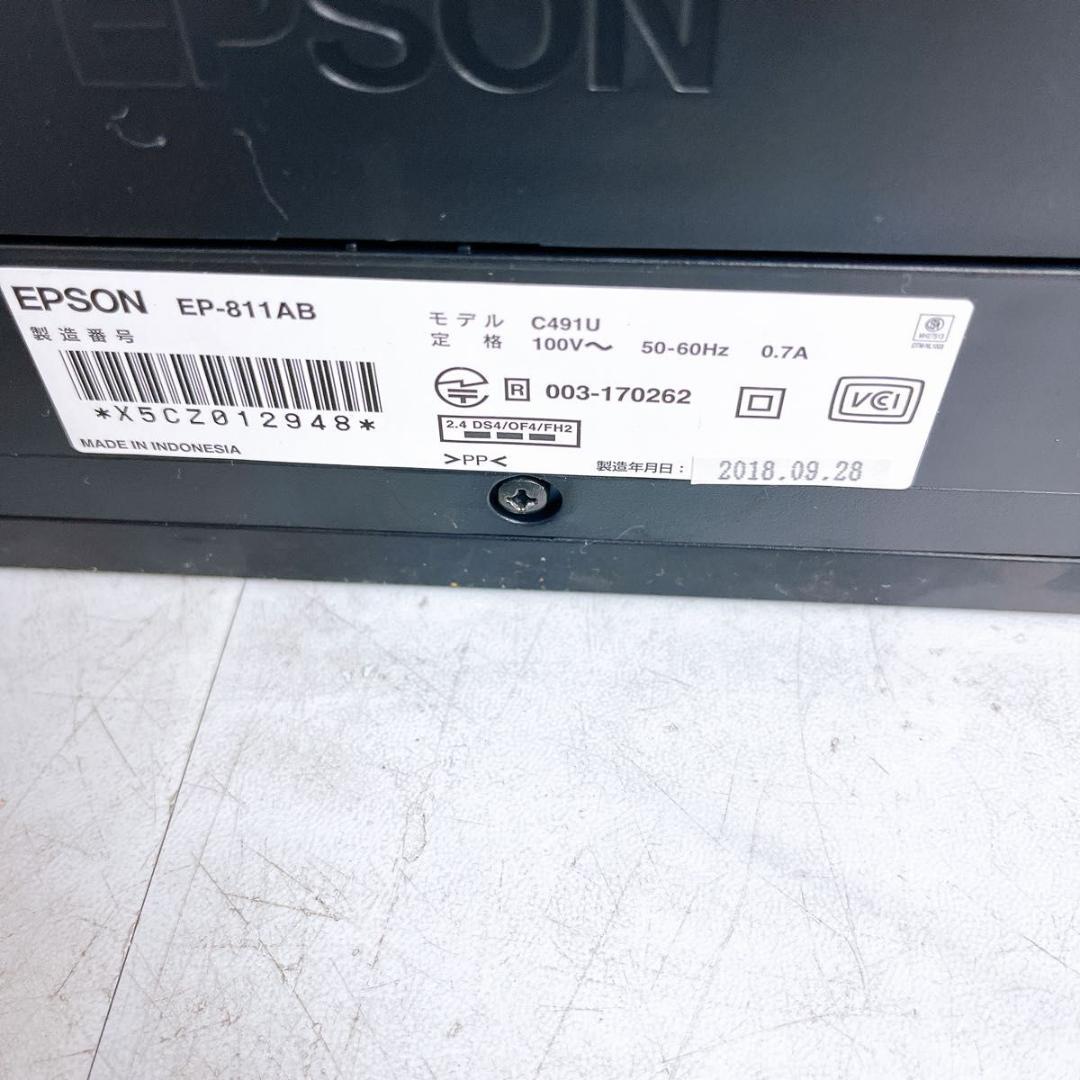 EPSON
EPSON EP-811AB
製造番号
*X5CZ012948*
MADE IN INDONESIA
モデル C491U
定格 100V〜 50-60Hz 0.7A
R 003-170262
2.4 DS4/OF4/FH2
>PP<
製造年月日: 2018.09.28
VCI